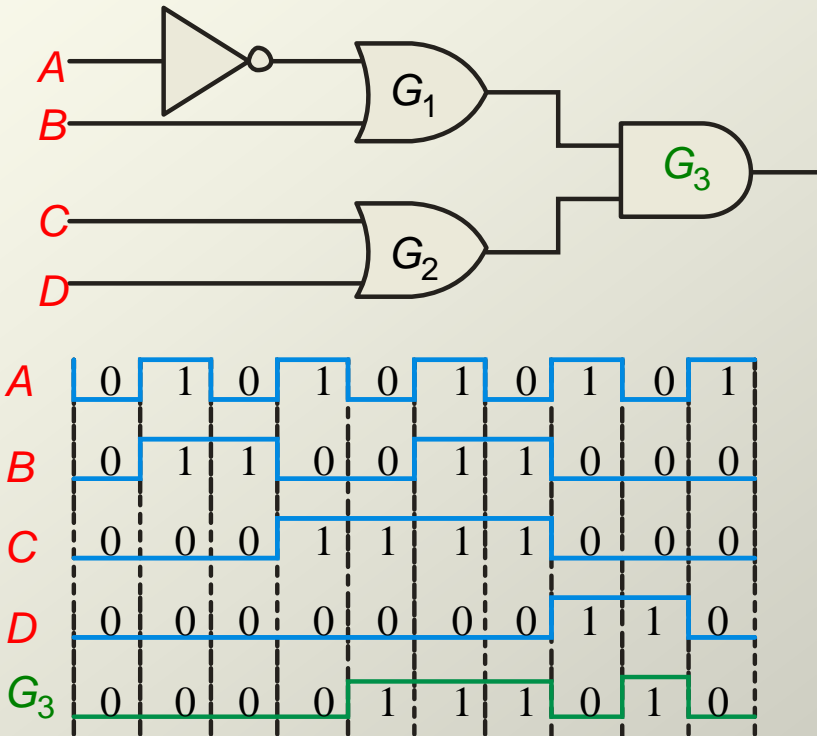 A
B
G1
G3
C
D
G2
A 0 1 0 1 0 1 0 1 0 1
B 0 1 1 0 0 1 1 0 0 0
C 0 0 0 1 1 1 1 0 0 0
D 0 0 0 0 0 0 0 1 1 0
G3 0 0 0 0 1 1 1 0 1 0